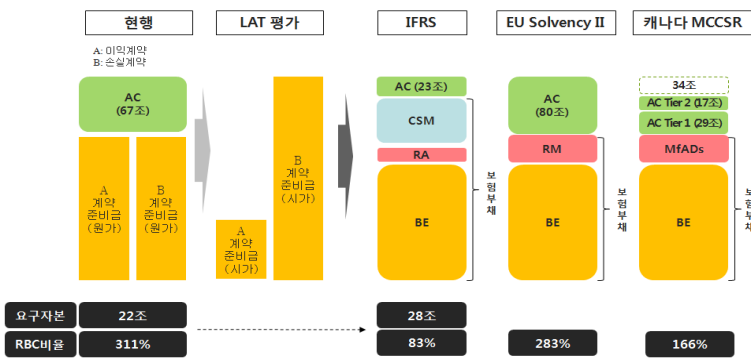 현행
LAT 평가
IFRS
EU Solvency II
캐나다 MCCSR
A: 미익계약
B: 손실계약
AC
(67조)
A
계약
준비금
(원가)
B
계약
준비금
(원가)
A
계약
준비금
(시가)
B
계약
준비금
(시가)
AC (23조)
CSM
RA
BE
보험부채
AC
(80조)
RM
BE
보험부채
34조
AC Tier 2 (17조)
AC Tier 1 (29조)
MfADs
BE
보험부채
요구자본
22조
28조
RBC비율
311%
83%
283%
166%